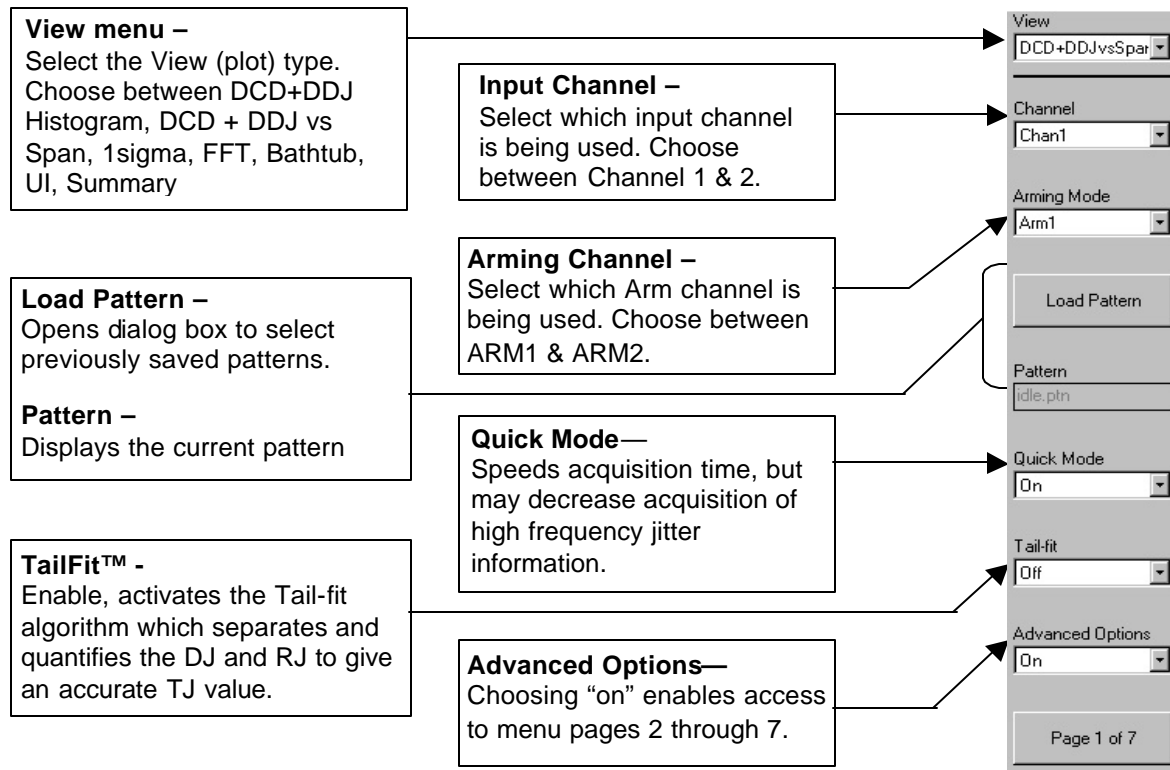 View menu –
Select the View (plot) type.
Choose between DCD+DDJ
Histogram, DCD + DDJ vs
Span, 1sigma, FFT, Bathtub,
UI, Summary
Input Channel –
Select which input channel
is being used. Choose
between Channel 1 & 2.
Arming Channel –
Select which Arm channel is
being used. Choose between
ARM1 & ARM2.
Load Pattern –
Opens dialog box to select
previously saved patterns.
Pattern –
Displays the current pattern
Quick Mode—
Speeds acquisition time, but
may decrease acquisition of
high frequency jitter
information.
TailFit™ -
Enable, activates the Tail-fit
algorithm which separates and
quantifies the DJ and RJ to give
an accurate TJ value.
Advanced Options—
Choosing “on” enables access
to menu pages 2 through 7.
View
DCD+DDJvsSpan
Channel
Chan1
Arming Mode
Arm1
Load Pattern
Pattern
idle.ptn
Quick Mode
On
Tail-fit
Off
Advanced Options
On
Page 1 of 7